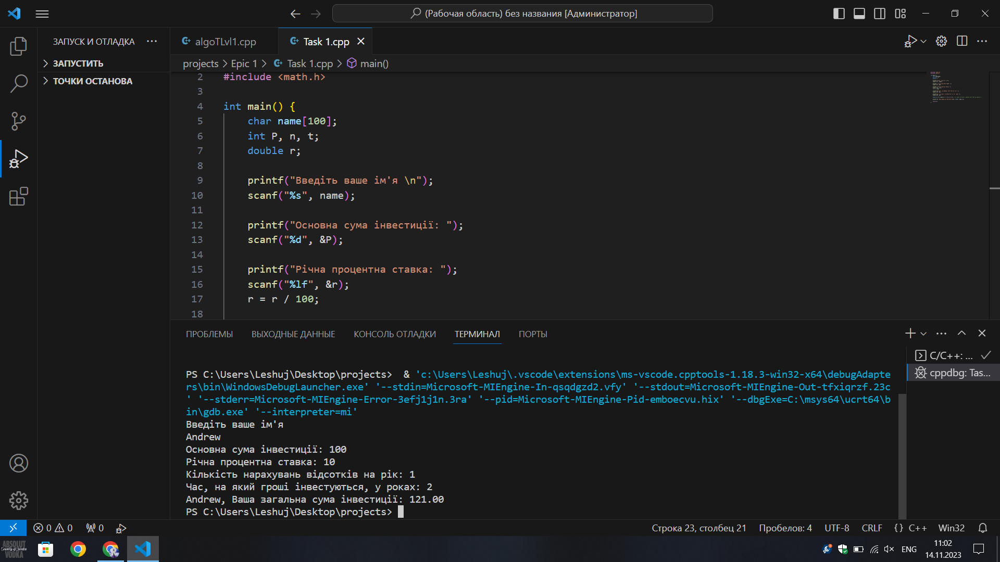 (Рабочая область) без названия [Администратор]
ЗАПУСК И ОТЛАДКА
ЗАПУСТИТЬ
ТОЧКИ ОСТАНОВА
algoTLvl1.cpp
Task 1.cpp
projects > Epic 1 > Task 1.cpp > main()
2 #include <math.h>
3
4 int main() {
5 char name[100];
6 int P, n, t;
7 double r;
8
9 printf("Введіть ваше ім'я \n");
10 scanf("%s", name);
11
12 printf("Основна сума інвестиції: ");
13 scanf("%d", &P);
14
15 printf("Річна процентна ставка: ");
16 scanf("%lf", &r);
17 r = r / 100;
18
ПРОБЛЕМЫ ВЫХОДНЫЕ ДАННЫЕ КОНСОЛЬ ОТЛАДКИ ТЕРМИНАЛ ПОРТЫ
C/C++: ...
cppdbg: Tas...
PS C:\Users\Leshuj\Desktop\projects>  & 'c:\Users\Leshuj\.vscode\extensions\ms-vscode.cpptools-1.18.3-win32-x64\debugAdapte
rs\bin\WindowsDebugLauncher.exe' '--stdin=Microsoft-MIEngine-In-qsqdgzd2.vfy' '--stdout=Microsoft-MIEngine-Out-tfxiqrzf.23c
' '--stderr=Microsoft-MIEngine-Error-3efj1j1n.3ra' '--pid=Microsoft-MIEngine-Pid-emboecvu.hix' '--dbgExe=C:\msys64\ucrt64\b
in\gdb.exe' '--interpreter=mi'
Введіть ваше ім'я
Andrew
Основна сума інвестиції: 100
Річна процентна ставка: 10
Кількість нарахувань відсотків на рік: 1
Час, на який гроші інвестуються, у роках: 2
Andrew, Ваша загальна сума інвестиції: 121.00
PS C:\Users\Leshuj\Desktop\projects>
0 0 0
Строка 23, столбец 21 Пробелов: 4 UTF-8 CRLF {} C++ Win32
ABSOLUT
Country of Sweden
VODKA
ENG
11:02
14.11.2023